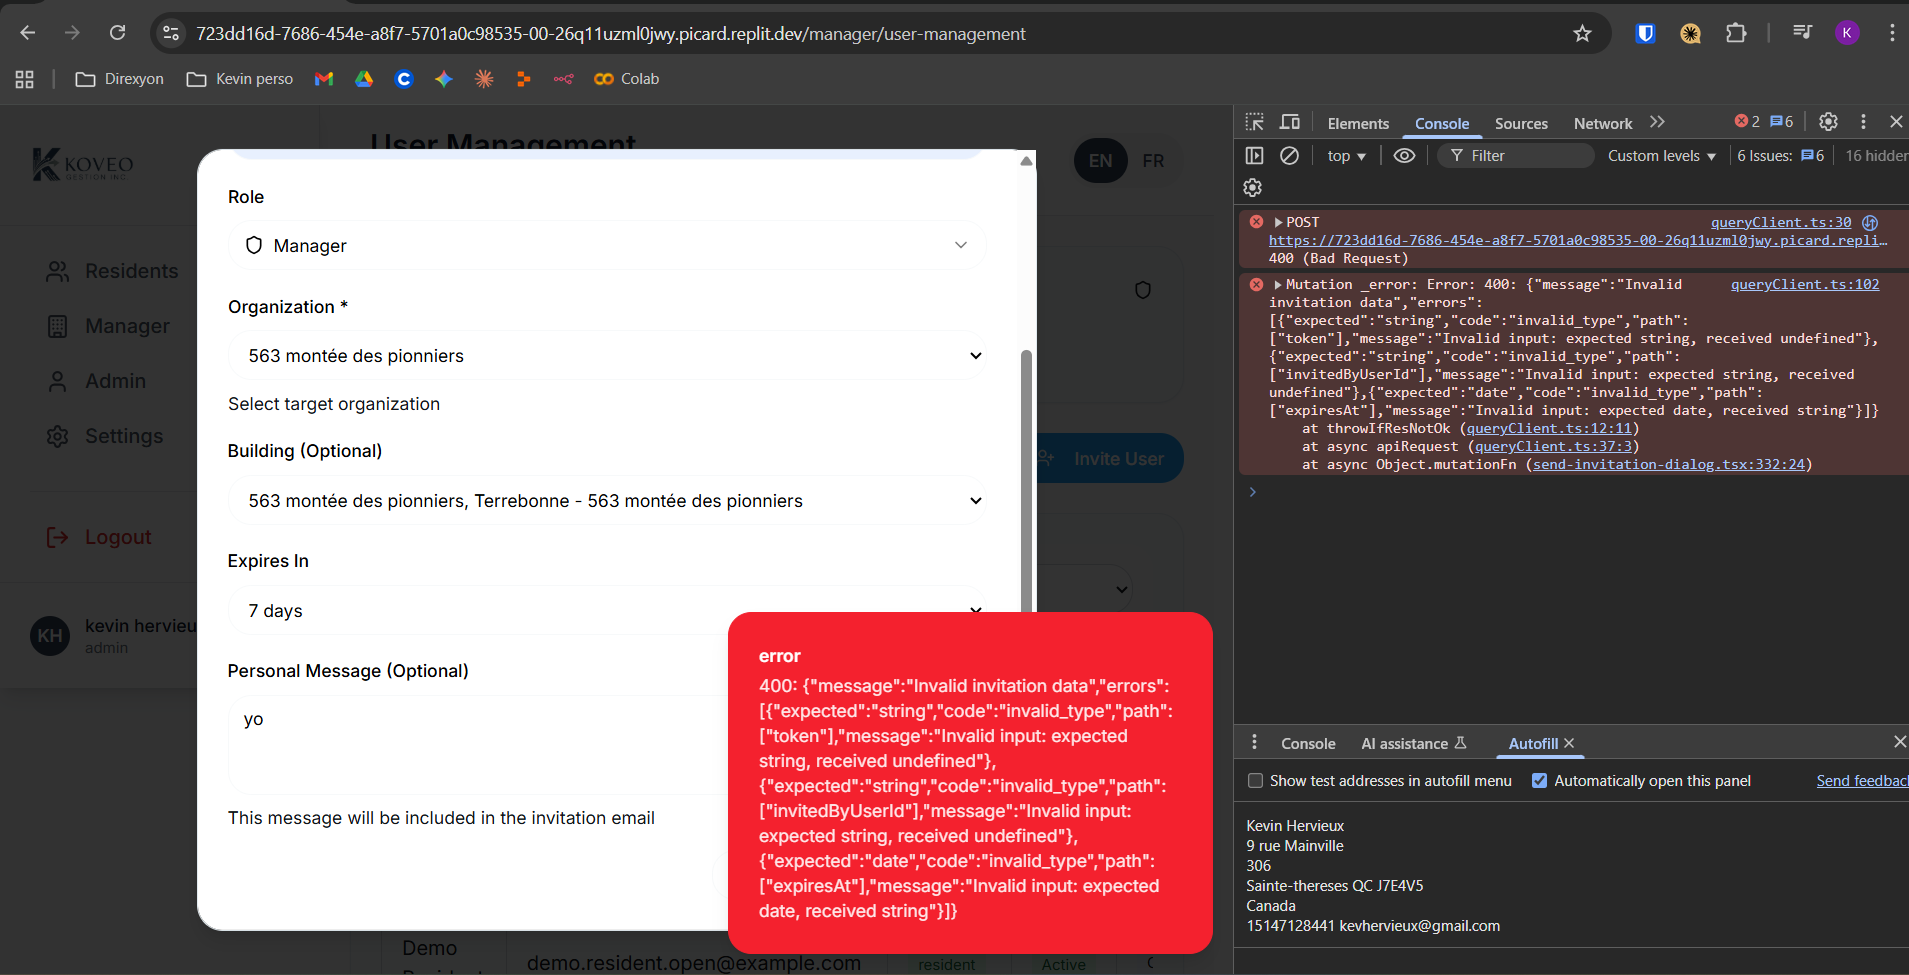 723dd16d-7686-454e-a8f7-5701a0c98535-00-26q11uzml0jwy.picard.replit.dev/manager/user-management
K
Direxyon
Kevin perso
Colab
KOVEO
GESTION INC.
User Management
EN
FR
Residents
Manager
Admin
Settings
Logout
KH
kevin hervieu
admin
Role
Manager
Organization *
563 montée des pionniers
Select target organization
Building (Optional)
563 montée des pionniers, Terrebonne - 563 montée des pionniers
Expires In
7 days
Personal Message (Optional)
yo
This message will be included in the invitation email
Invite User
error
400: {"message":"Invalid invitation data","errors":
[{"expected":"string","code":"invalid_type","path":
["token"],"message":"Invalid input: expected
string, received undefined"},
{"expected":"string","code":"invalid_type","path":
["invitedByUserId"],"message":"Invalid input:
expected string, received undefined"},
{"expected":"date","code":"invalid_type","path":
["expiresAt"],"message":"Invalid input: expected
date, received string"}]}
Demo
demo.resident.open@example.com
resident
Active
Elements
Console
Sources
Network
2
6
top
Filter
Custom levels
6 Issues:
6
16 hidden
POST
queryClient.ts:30
https://723dd16d-7686-454e-a8f7-5701a0c98535-00-26q11uzml0jwy.picard.repli…
400 (Bad Request)
Mutation _error: Error: 400: {"message":"Invalid
queryClient.ts:102
invitation data","errors":
[{"expected":"string","code":"invalid_type","path":
["token"],"message":"Invalid input: expected string, received undefined"},
{"expected":"string","code":"invalid_type","path":
["invitedByUserId"],"message":"Invalid input: expected string, received
undefined"},{"expected":"date","code":"invalid_type","path":
["expiresAt"],"message":"Invalid input: expected date, received string"}]}
at throwIfResNotOk (queryClient.ts:12:11)
at async apiRequest (queryClient.ts:37:3)
at async Object.mutationFn (send-invitation-dialog.tsx:332:24)
Console
AI assistance
Autofill
Show test addresses in autofill menu
Automatically open this panel
Send feedback
Kevin Hervieux
9 rue Mainville
306
Sainte-thereses QC J7E4V5
Canada
15147128441 kevhervieux@gmail.com